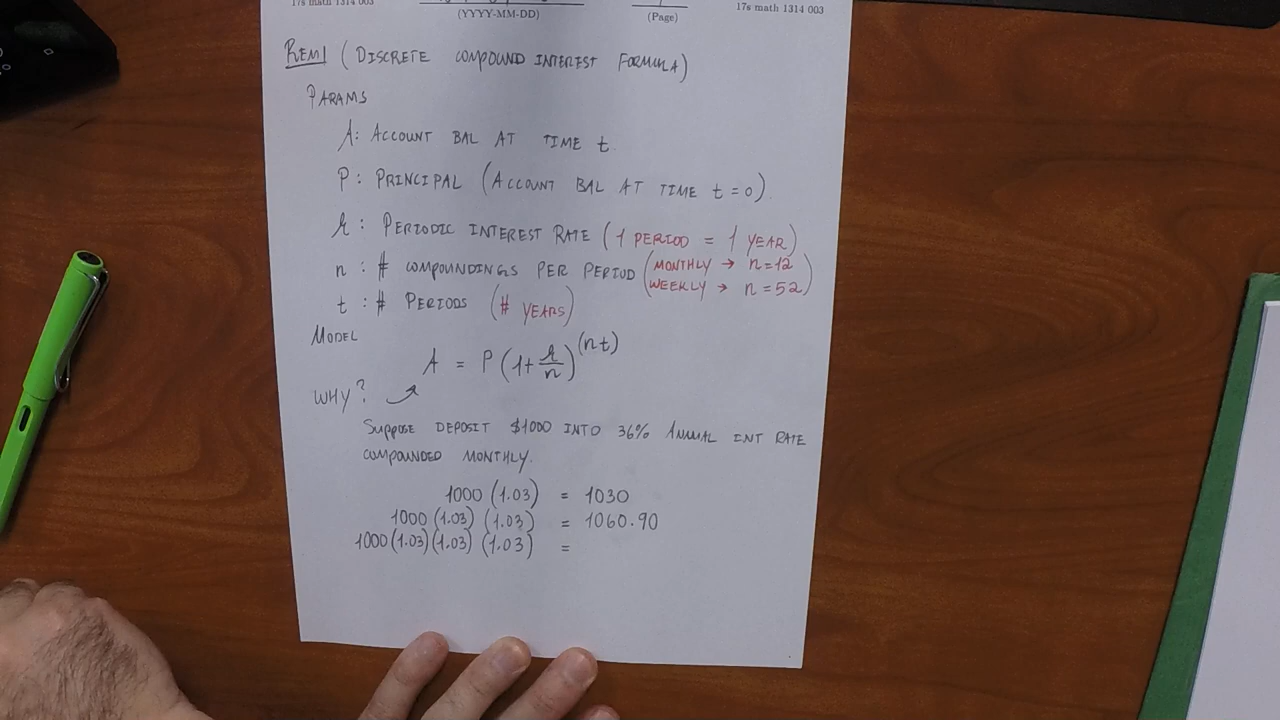 17s math 1314 003
17s math 1314 003
(YYYY-MM-DD)
(Page)
REM1 (DISCRETE COMPOUND INTEREST FORMULA)
PARAMS
A: ACCOUNT BAL AT TIME t
P: PRINCIPAL (ACCOUNT BAL AT TIME t = 0).
r: PERIODIC INTEREST RATE (1 PERIOD = 1 YEAR)
n: # COMPOUNDINGS PER PERIOD (MONTHLY → n=12
WEEKLY → n=52)
t: # PERIODS (# YEARS)
MODEL
A = P(1+r/n)^(nt)
WHY?
SUPPOSE DEPOSIT $1000 INTO 36% ANNUAL INT RATE
COMPOUNDED MONTHLY.
1000 (1.03) = 1030
1000 (1.03) (1.03) = 1060.90
1000(1.03)(1.03) (1.03) =